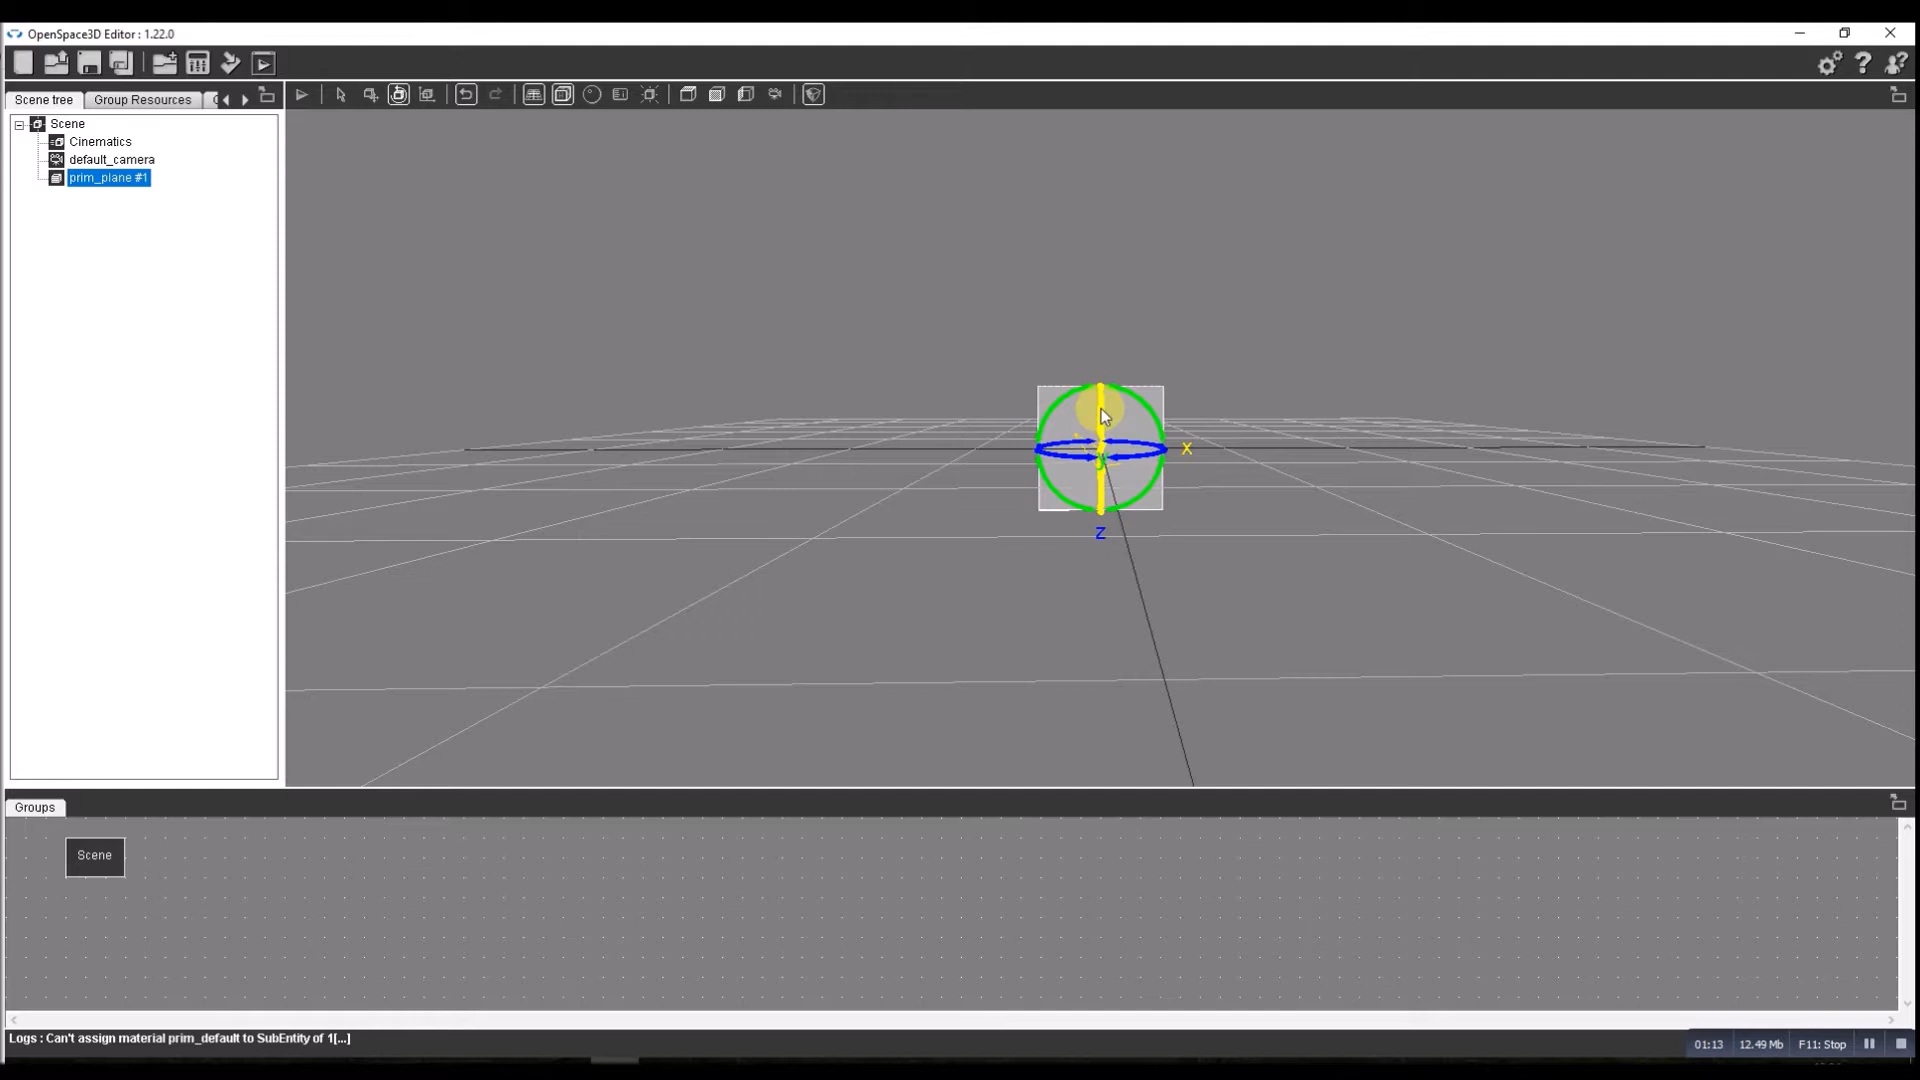 OpenSpace3D Editor : 1.22.0
Scene tree
Group Resources
Scene
Cinematics
default_camera
prim_plane #1
X
Z
Groups
Scene
Logs : Can't assign material prim_default to SubEntity of 1[...]
01:13
12.49 Mb
F11: Stop